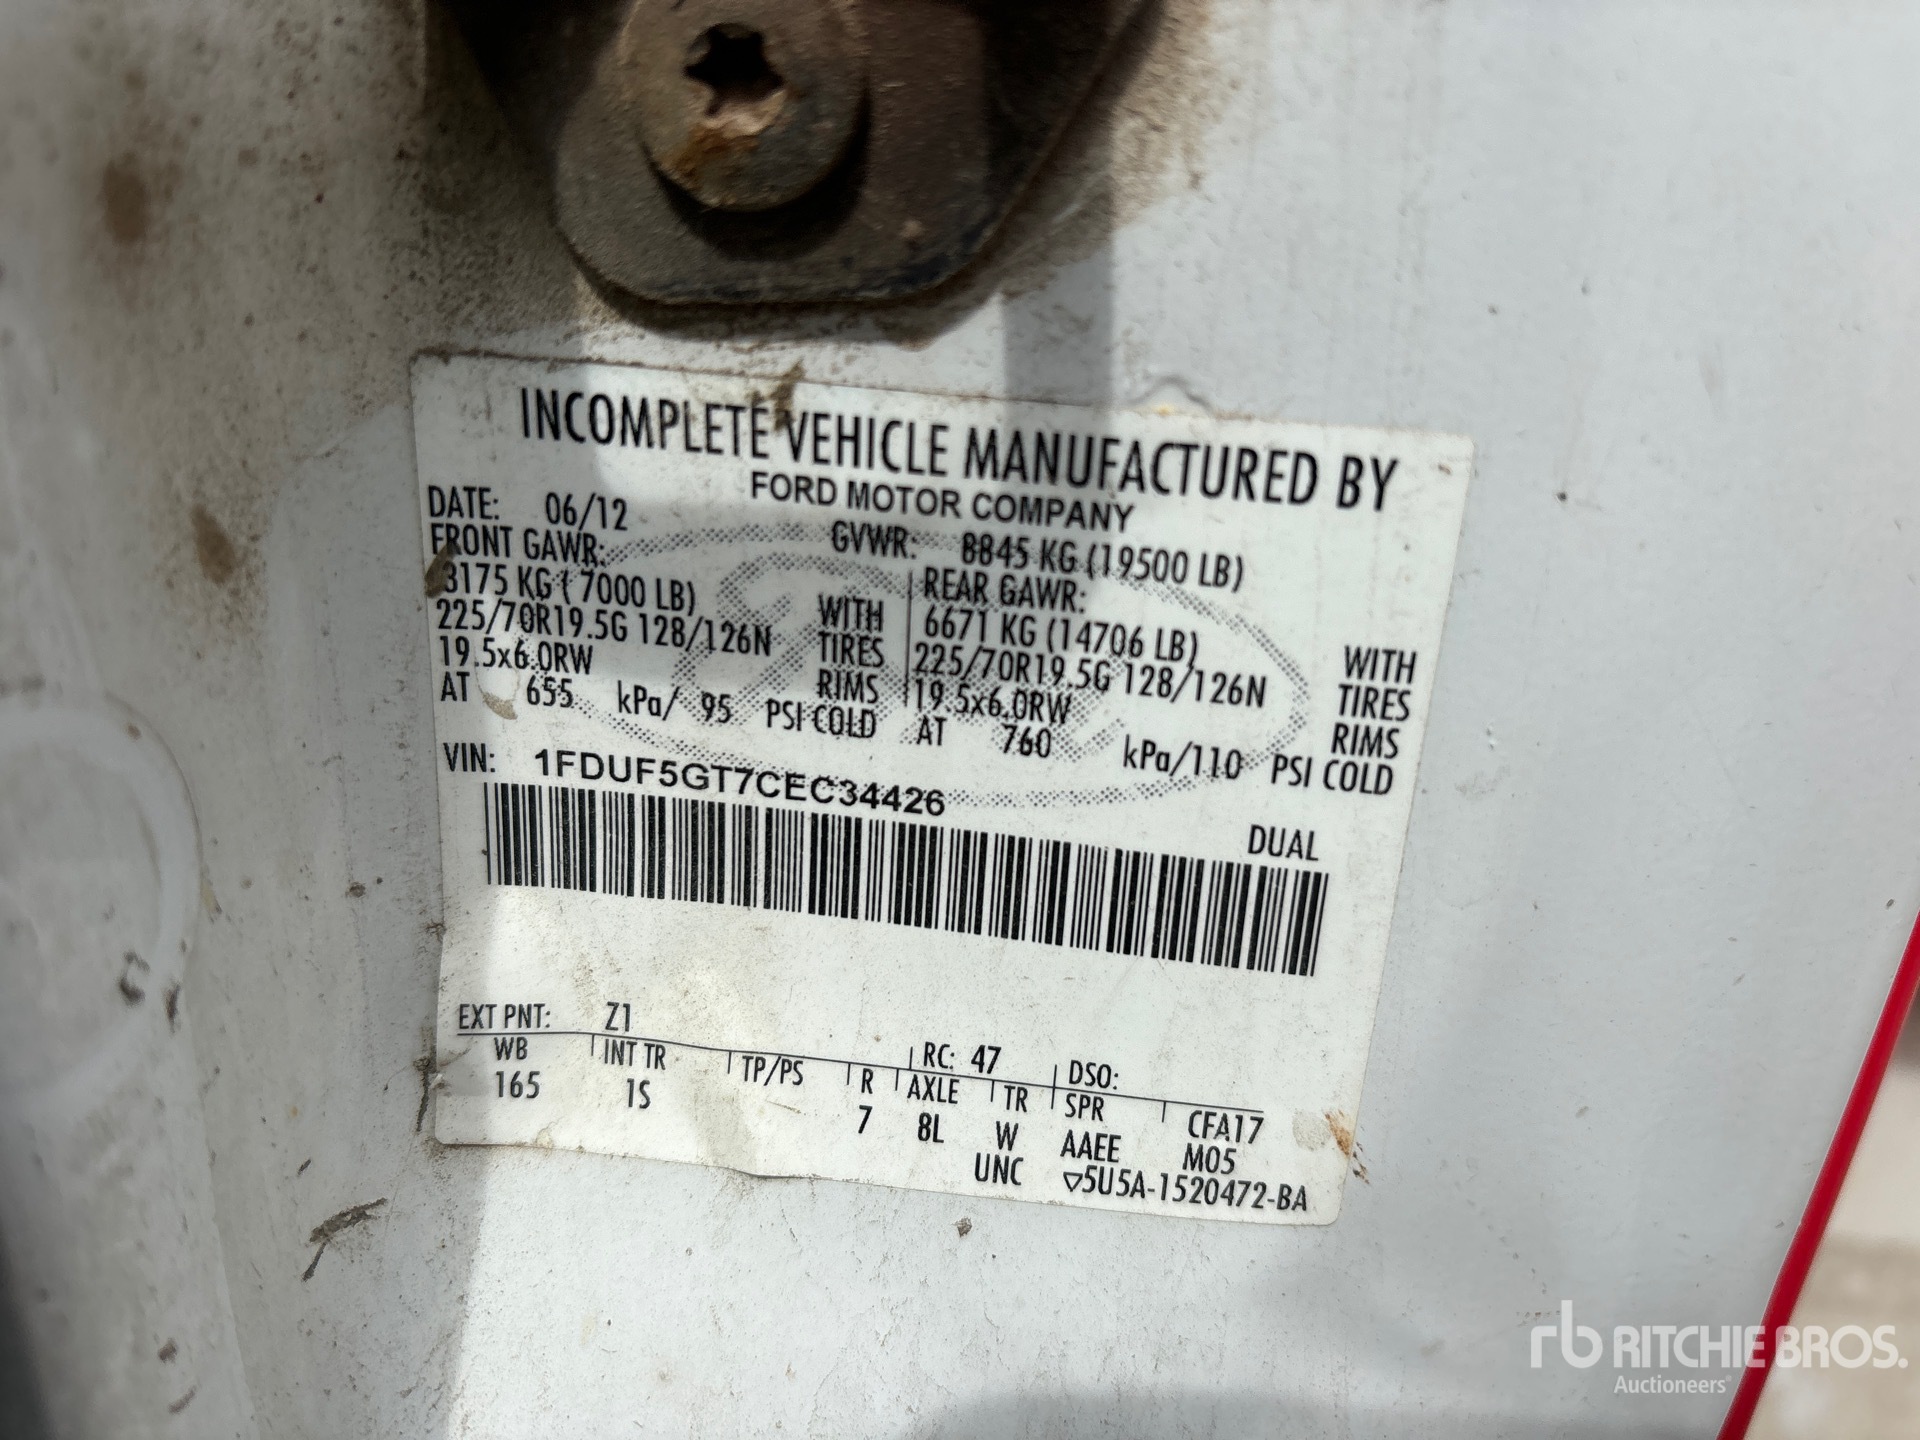 INCOMPLETE VEHICLE MANUFACTURED BY
FORD MOTOR COMPANY
DATE: 06/12 GVWR: 8845 KG (19500 LB)
FRONT GAWR: REAR GAWR:
3175 KG ( 7000 LB) WITH 6671 KG (14706 LB) WITH
225/70R19.5G 128/126N TIRES 225/70R19.5G 128/126N TIRES
19.5x6.0RW RIMS 19.5x6.0RW RIMS
AT 655 kPa/ 95 PSI COLD AT 760 kPa/110 PSI COLD
VIN: 1FDUF5GT7CEC34426
DUAL
EXT PNT: Z1 RC: 47 DSO:
WB INT TR TP/PS R AXLE TR SPR CFA17
165 1S 7 8L W AAEE M05
UNC ▽5U5A-1520472-BA
rb RITCHIE BROS.
Auctioneers